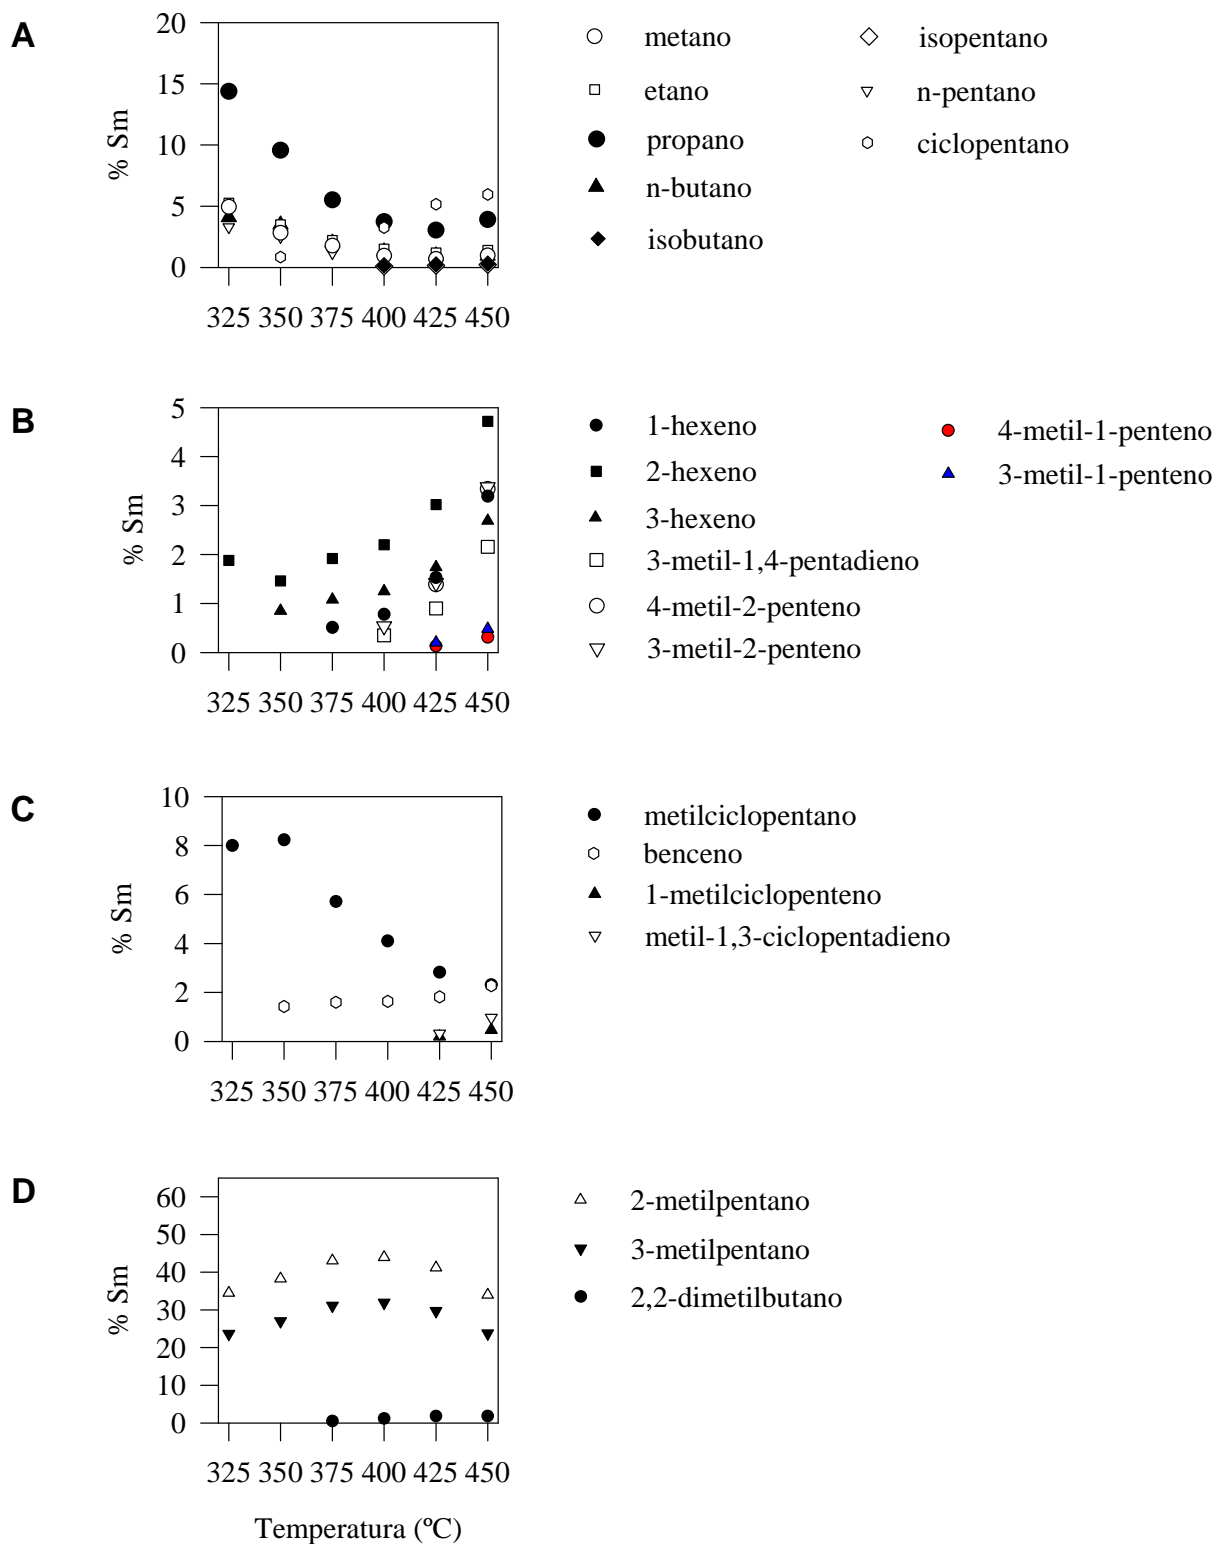 A
20
15
10
5
0
% Sm
325 350 375 400 425 450
metano
etano
propano
n-butano
isobutano
isopentano
n-pentano
ciclopentano
B
5
4
3
2
1
0
% Sm
325 350 375 400 425 450
1-hexeno
2-hexeno
3-hexeno
3-metil-1,4-pentadieno
4-metil-2-penteno
3-metil-2-penteno
4-metil-1-penteno
3-metil-1-penteno
C
10
8
6
4
2
0
% Sm
325 350 375 400 425 450
metilciclopentano
benceno
1-metilciclopenteno
metil-1,3-ciclopentadieno
D
60
50
40
30
20
10
0
% Sm
325 350 375 400 425 450
Temperatura (ºC)
2-metilpentano
3-metilpentano
2,2-dimetilbutano